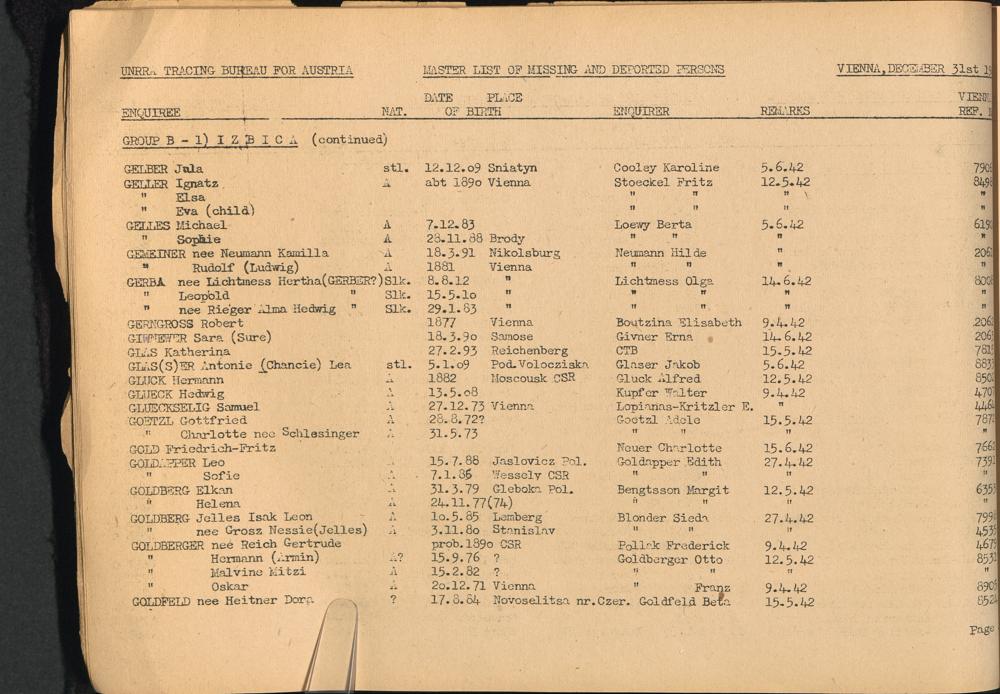 UNRRA TRACING BUREAU FOR AUSTRIA MASTER LIST OF MISSING AND DEPORTED PERSONS VIENNA, DECEMBER 31st
DATE PLACE
ENQUIREE NAT. OF BIRTH ENQUIRER REMARKS REF.
GROUP B - 1) I Z B I C A (continued)
GELBER Jula stl. 12.12.o9 Sniatyn Cooley Karoline 5.6.42
GELLER Ignatz A abt 189o Vienna Stoeckel Fritz 12.5.42
" Elsa " " "
" Eva (child) " " "
GELLES Michael A 7.12.83 Loewy Berta 5.6.42
" Sophie A 28.11.88 Brody " " "
GEMEINER nee Neumann Kamilla A 18.3.91 Nikolsburg Neumann Hilde "
" Rudolf (Ludwig) A 1881 Vienna " " "
GERBA nee Lichtmess Hertha(GERBER?) Slk. 8.8.12 " Lichtmess Olga 14.6.42
" Leopold " Slk. 15.5.1o " " " "
" nee Rieger Alma Hedwig " Slk. 29.1.83 " " " "
GERNGROSS Robert 1877 Vienna Boutzina Elisabeth 9.4.42
Sara (Sure) 18.3.9o Samose Givner Erna 14.6.42
GLAS Katherina 27.2.93 Reichenberg CTB 15.5.42
GLAS(S)ER Antonie (Chancie) Lea stl. 5.1.o9 Pod.Volocziska Glaser Jakob 5.6.42
GLUCK Hermann A 1882 Moscousk CSR Gluck Alfred 12.5.42
GLUECK Hedwig A 13.5.o8 Kupfer Walter 9.4.42
GLUECKSELIG Samuel A 27.12.73 Vienna Lopianas-Kritzler E. "
GOETZL Gottfried A 28.8.72? Goetzl Adele 15.5.42
" Charlotte nee Schlesinger A 31.5.73 " " "
GOLD Friedrich-Fritz Neuer Charlotte 15.6.42
GOLDAPPER Leo A 15.7.88 Jaslovicz Pol. Goldapper Edith 27.4.42
" Sofie A 7.1.86 Wessely CSR " " "
GOLDBERG Elkan A 31.3.79 Gleboka Pol. Bengtsson Margit 12.5.42
" Helena A 24.11.77(74) " " "
GOLDBERG Jelles Isak Leon A 1o.5.85 Lemberg Blonder Sieda 27.4.42
" nee Grosz Nessie(Jelles) A 3.11.8o Stanislav " " "
GOLDBERGER nee Reich Gertrude prob.189o CSR Pollak Frederick 9.4.42
" Hermann (Armin) A? 15.9.76 ? Goldberger Otto 12.5.42
" Malvine Mitzi A 15.2.82 ? " " "
" Oskar A 2o.12.71 Vienna " Franz 9.4.42
GOLDFELD nee Heitner Dora ? 17.8.84 Novoselitsa nr.Czer. Goldfeld Beta 15.5.42
Page